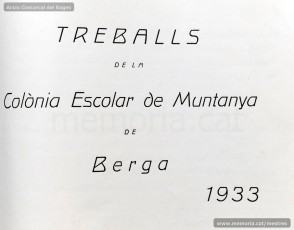 Arxiu Comarcal del Bages
TREBALLS
DE LA
Colònia Escolar de Muntanya
memoria.cat
DE
Berga
1933
www.memoria.cat/mestres